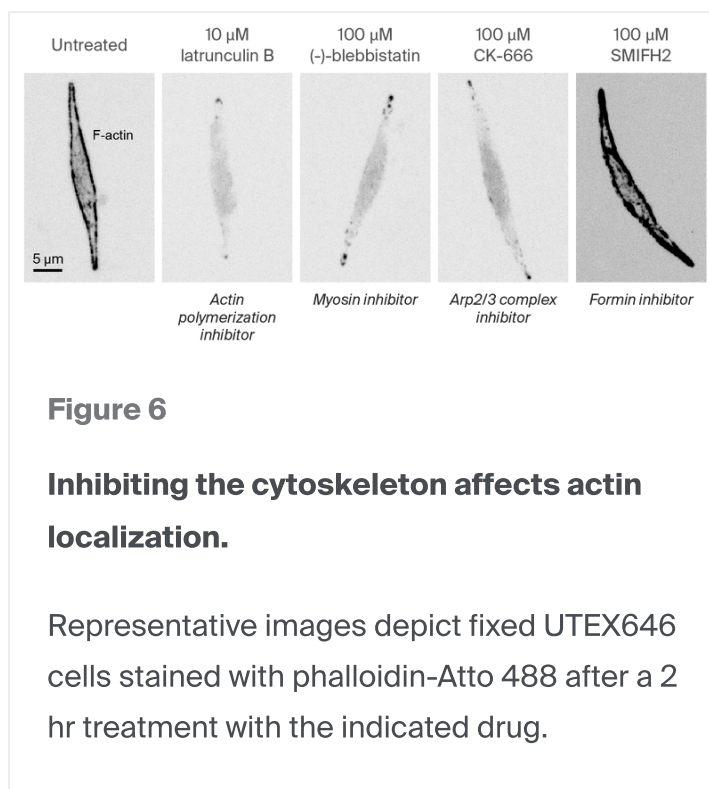 Untreated
10 μM
latrunculin B
100 μM
(-)-blebbistatin
100 μM
CK-666
100 μM
SMIFH2
F-actin
5 μm
Actin
polymerization
inhibitor
Myosin inhibitor
Arp2/3 complex
inhibitor
Formin inhibitor
Figure 6
Inhibiting the cytoskeleton affects actin
localization.
Representative images depict fixed UTEX646
cells stained with phalloidin-Atto 488 after a 2
hr treatment with the indicated drug.